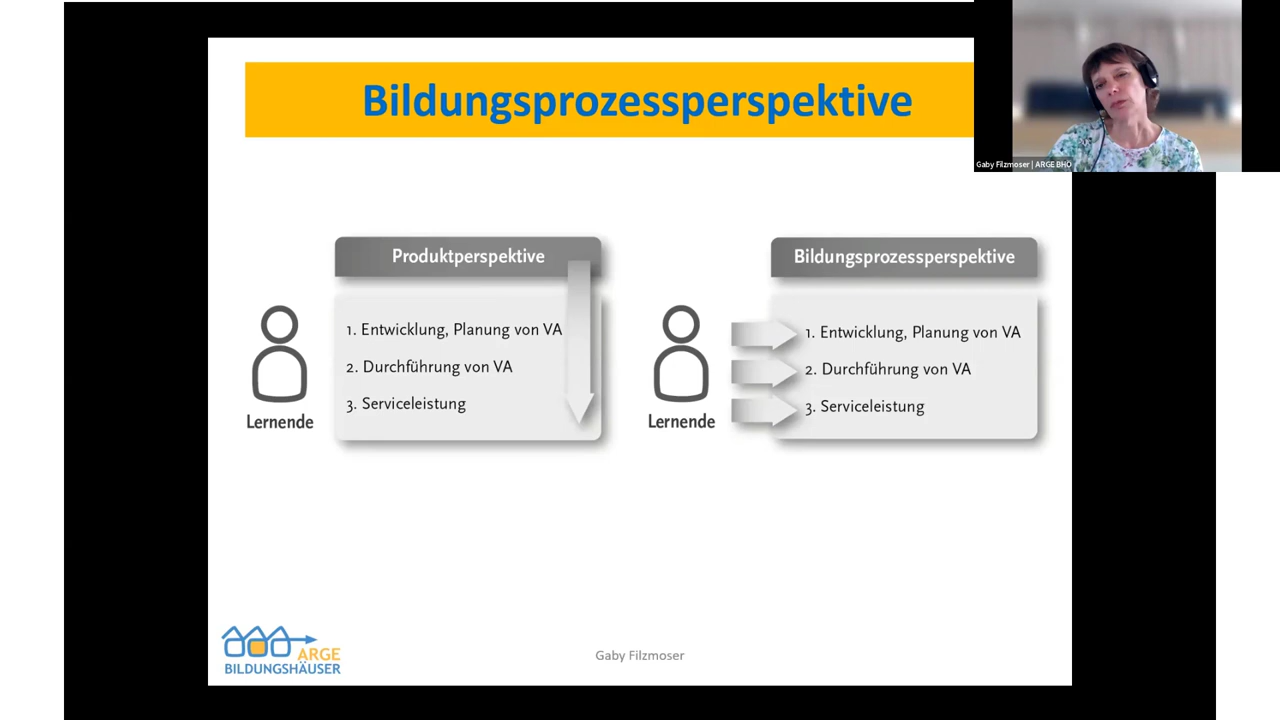 Bildungsprozessperspektive
Gaby Filzmoser | ARGE BHÖ
Produktperspektive
1. Entwicklung, Planung von VA
2. Durchführung von VA
3. Serviceleistung
Lernende
Bildungsprozessperspektive
1. Entwicklung, Planung von VA
2. Durchführung von VA
3. Serviceleistung
Lernende
ARGE
BILDUNGSHÄUSER
Gaby Filzmoser